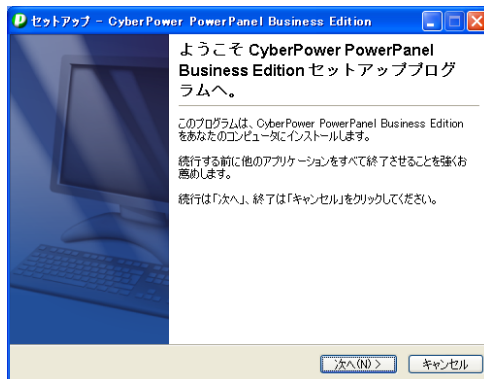 セットアップ - CyberPower PowerPanel Business Edition
ようこそ CyberPower PowerPanel
Business Edition セットアッププログ
ラムへ。
このプログラムは、CyberPower PowerPanel Business Edition
をあなたのコンピュータにインストールします。
続行する前に他のアプリケーションをすべて終了させることを強くお
薦めします。
続行は「次へ」、終了は「キャンセル」をクリックしてください。
次へ(N) >
キャンセル